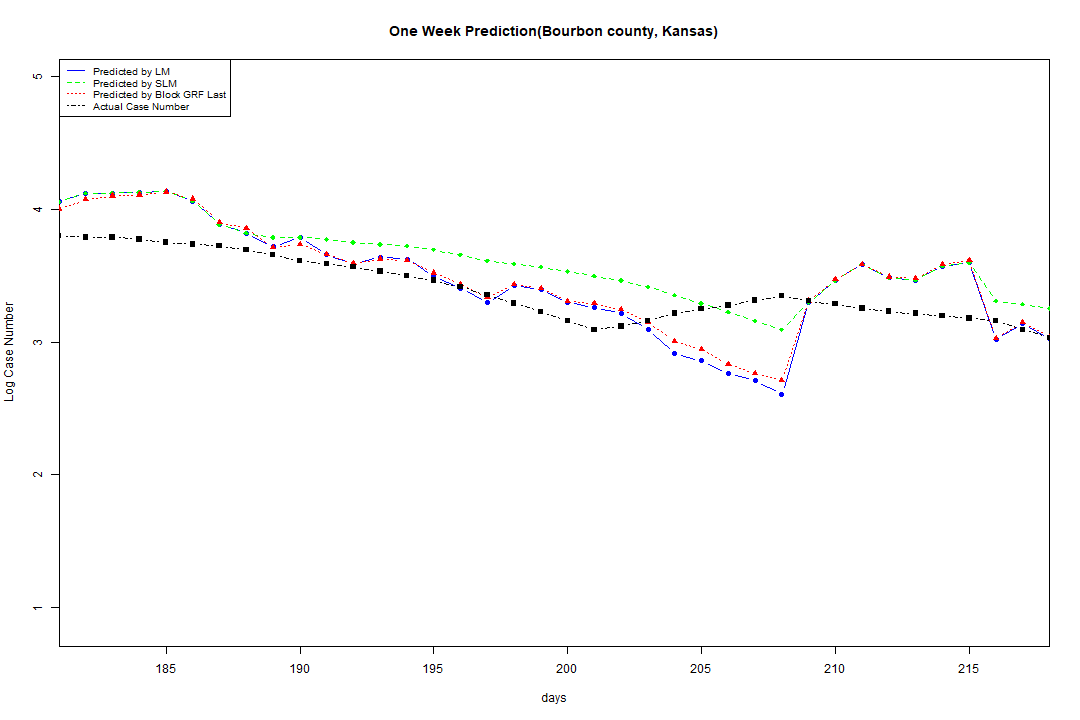 One Week Prediction(Bourbon county, Kansas)
Predicted by LM
Predicted by SLM
Predicted by Block GRF Last
Actual Case Number
5
4
3
2
1
Log Case Number
185 190 195 200 205 210 215
days